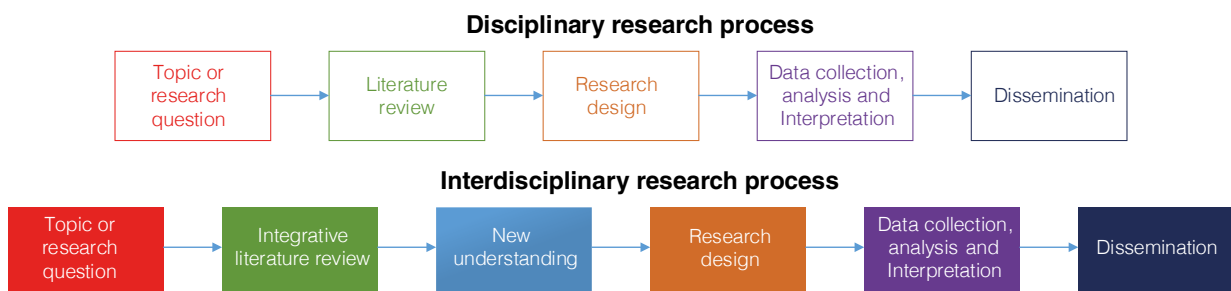 Disciplinary research process
Topic or
research
question
Literature
review
Research
design
Data collection,
analysis and
Interpretation
Dissemination
Interdisciplinary research process
Topic or
research
question
Integrative
literature review
New
understanding
Research
design
Data collection,
analysis and
Interpretation
Dissemination